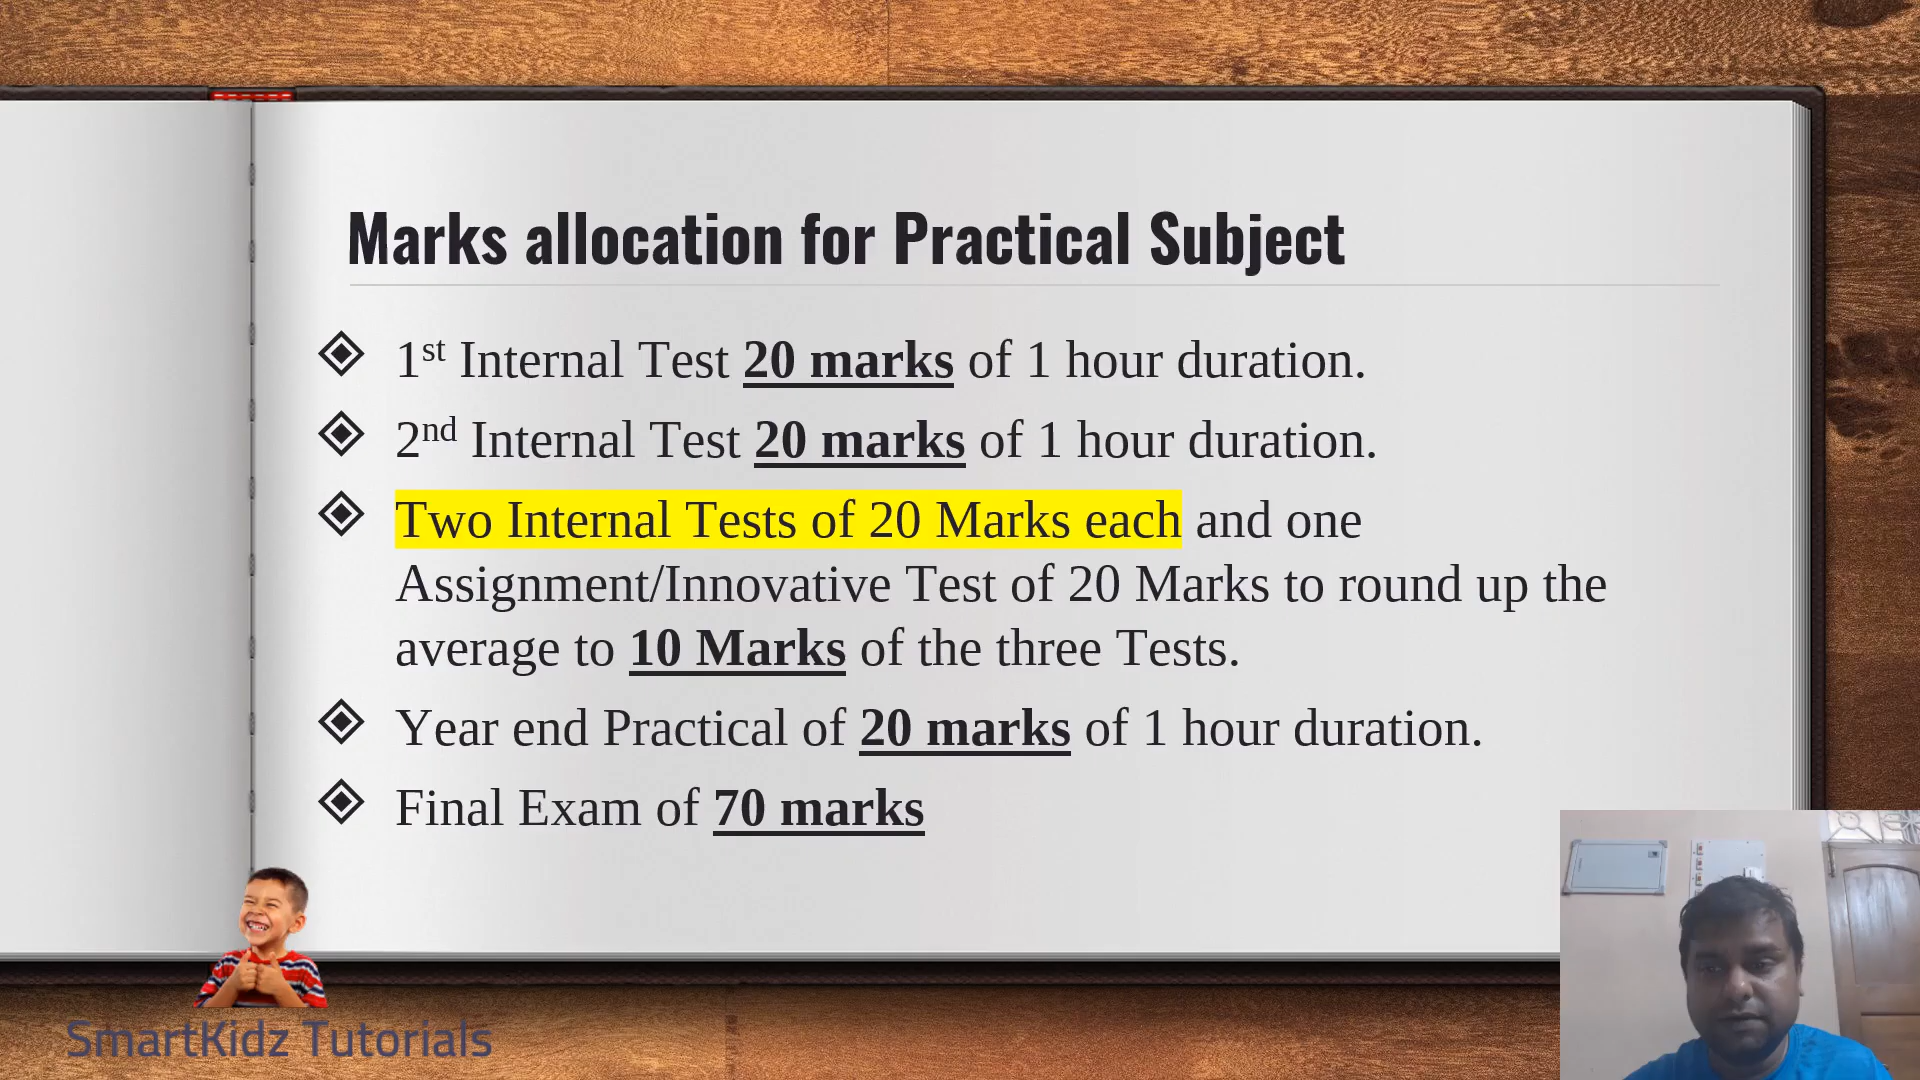 Marks allocation for Practical Subject
1st Internal Test 20 marks of 1 hour duration.
2nd Internal Test 20 marks of 1 hour duration.
Two Internal Tests of 20 Marks each and one
Assignment/Innovative Test of 20 Marks to round up the
average to 10 Marks of the three Tests.
Year end Practical of 20 marks of 1 hour duration.
Final Exam of 70 marks
SmartKidz Tutorials